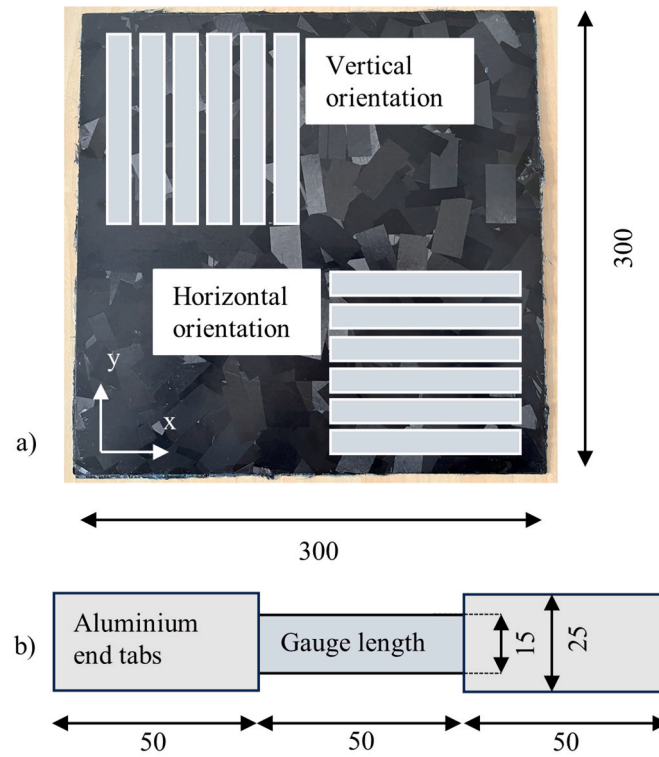 Vertical
orientation
Horizontal
orientation
y
x
a)
300
300
b)
Aluminium
end tabs
Gauge length
15
25
50
50
50